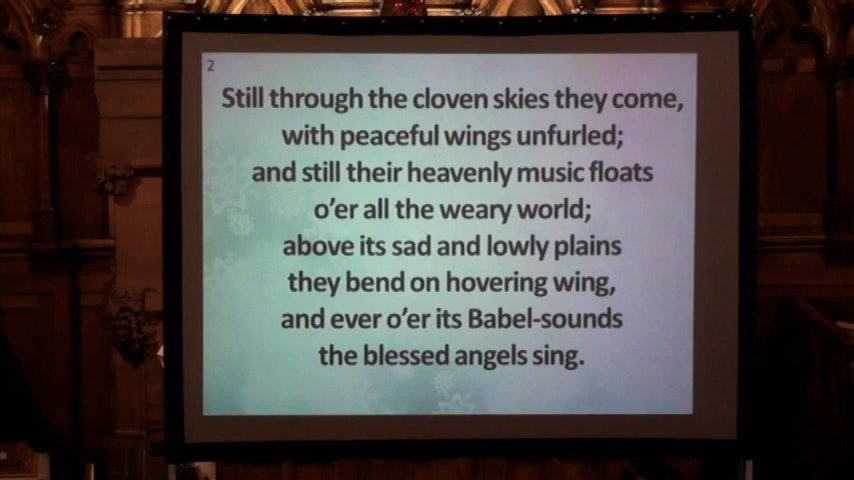 2
Still through the cloven skies they come,
with peaceful wings unfurled;
and still their heavenly music floats
o’er all the weary world;
above its sad and lowly plains
they bend on hovering wing,
and ever o’er its Babel-sounds
the blessed angels sing.